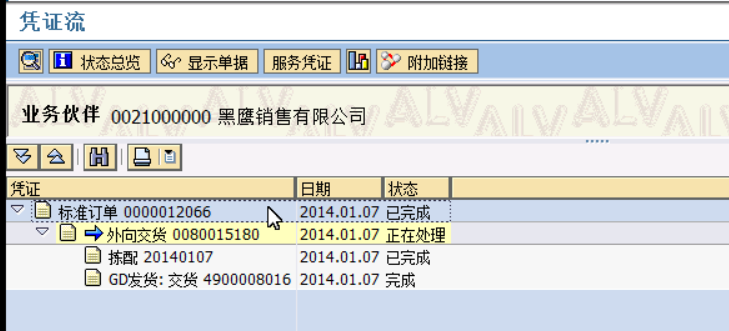 凭证流
状态总览 显示单据 服务凭证 附加链接
业务伙伴 0021000000 黑鹰销售有限公司
凭证 日期 状态
标准订单 0000012066 2014.01.07 已完成
外向交货 0080015180 2014.01.07 正在处理
拣配 20140107 2014.01.07 已完成
GD发货: 交货 4900008016 2014.01.07 完成